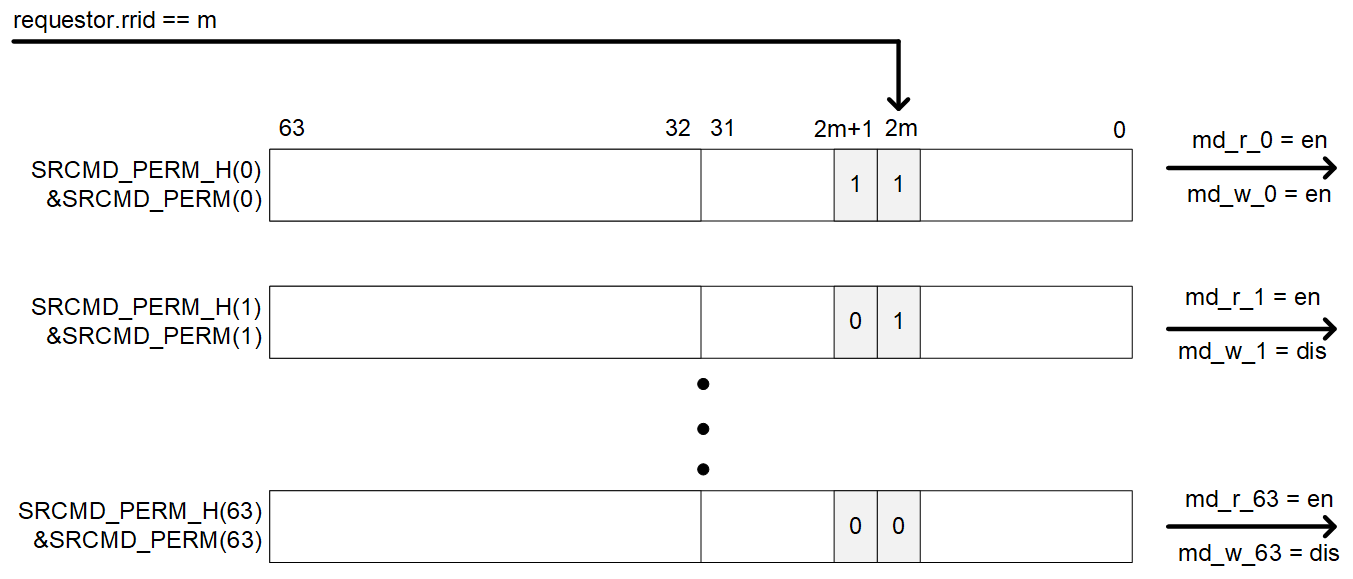 requestor.rrid == m
63 32 31 2m+1 2m 0
SRCMD_PERM_H(0)
&SRCMD_PERM(0)
1 1
md_r_0 = en
md_w_0 = en
SRCMD_PERM_H(1)
&SRCMD_PERM(1)
0 1
md_r_1 = en
md_w_1 = dis
SRCMD_PERM_H(63)
&SRCMD_PERM(63)
0 0
md_r_63 = en
md_w_63 = dis